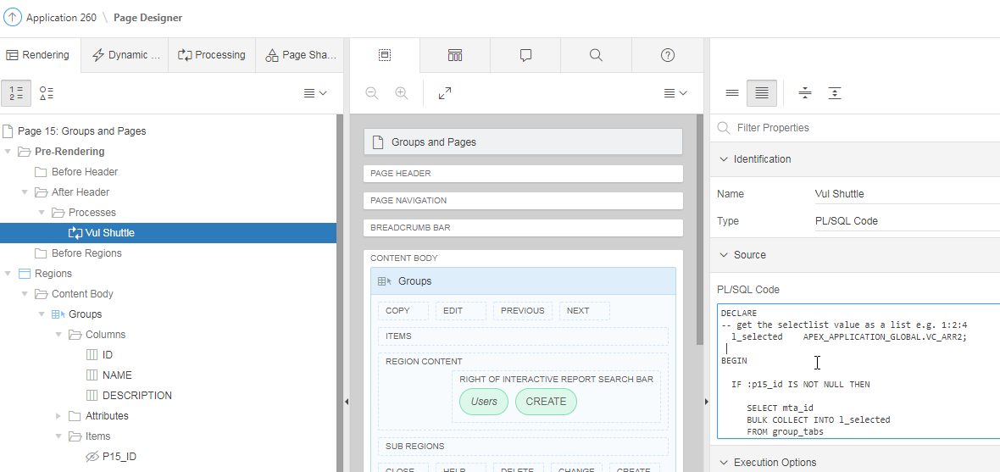 Application 260 \ Page Designer
Rendering
Dynamic ...
Processing
Page Sha...
Page 15: Groups and Pages
Pre-Rendering
Before Header
After Header
Processes
Vul Shuttle
Before Regions
Regions
Content Body
Groups
Columns
ID
NAME
DESCRIPTION
Attributes
Items
P15_ID
Groups and Pages
PAGE HEADER
PAGE NAVIGATION
BREADCRUMB BAR
CONTENT BODY
Groups
COPY EDIT PREVIOUS NEXT
ITEMS
REGION CONTENT
RIGHT OF INTERACTIVE REPORT SEARCH BAR
Users CREATE
SUB REGIONS
CLOSE HELP DELETE CHANGE CREATE
Filter Properties
Identification
Name Vul Shuttle
Type PL/SQL Code
Source
PL/SQL Code
DECLARE
-- get the selectlist value as a list e.g. 1:2:4
l_selected APEX_APPLICATION_GLOBAL.VC_ARR2;
BEGIN
IF :p15_id IS NOT NULL THEN
SELECT mta_id
BULK COLLECT INTO l_selected
FROM group_tabs
Execution Options